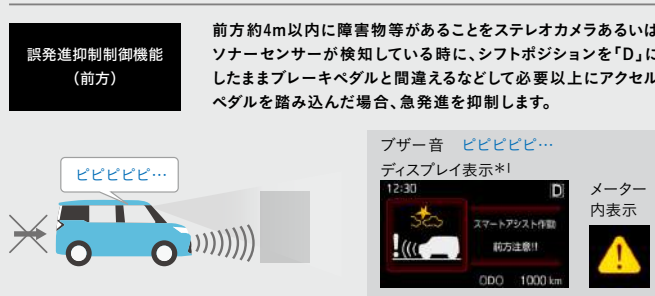 誤発進抑制制御機能
（前方）
前方約4m以内に障害物等があることをステレオカメラあるいは
ソナーセンサーが検知している時に、シフトポジションを「D」に
したままブレーキペダルと間違えるなどして必要以上にアクセル
ペダルを踏み込んだ場合、急発進を抑制します。
ピピピピピ…
ブザー音 ピピピピピ…
ディスプレイ表示＊1
12:30 D
スマートアシスト作動
前方注意!!
ODO 1000 km
メーター
内表示